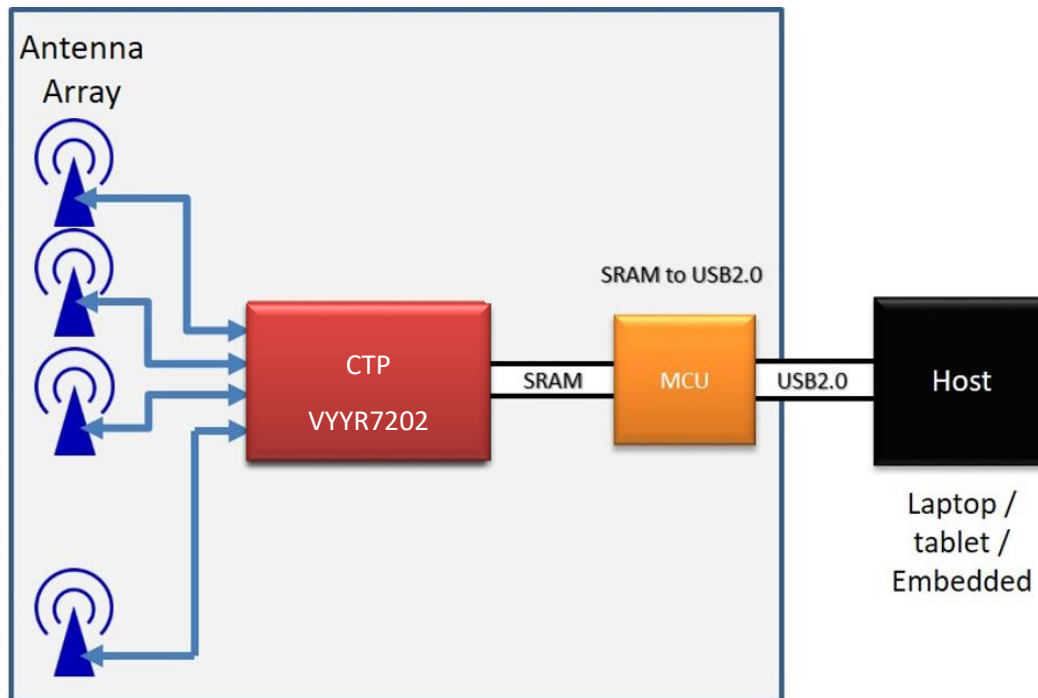 Antenna
Array
SRAM to USB2.0
CTP
VYYR7202
SRAM
MCU
USB2.0
Host
Laptop /
tablet /
Embedded